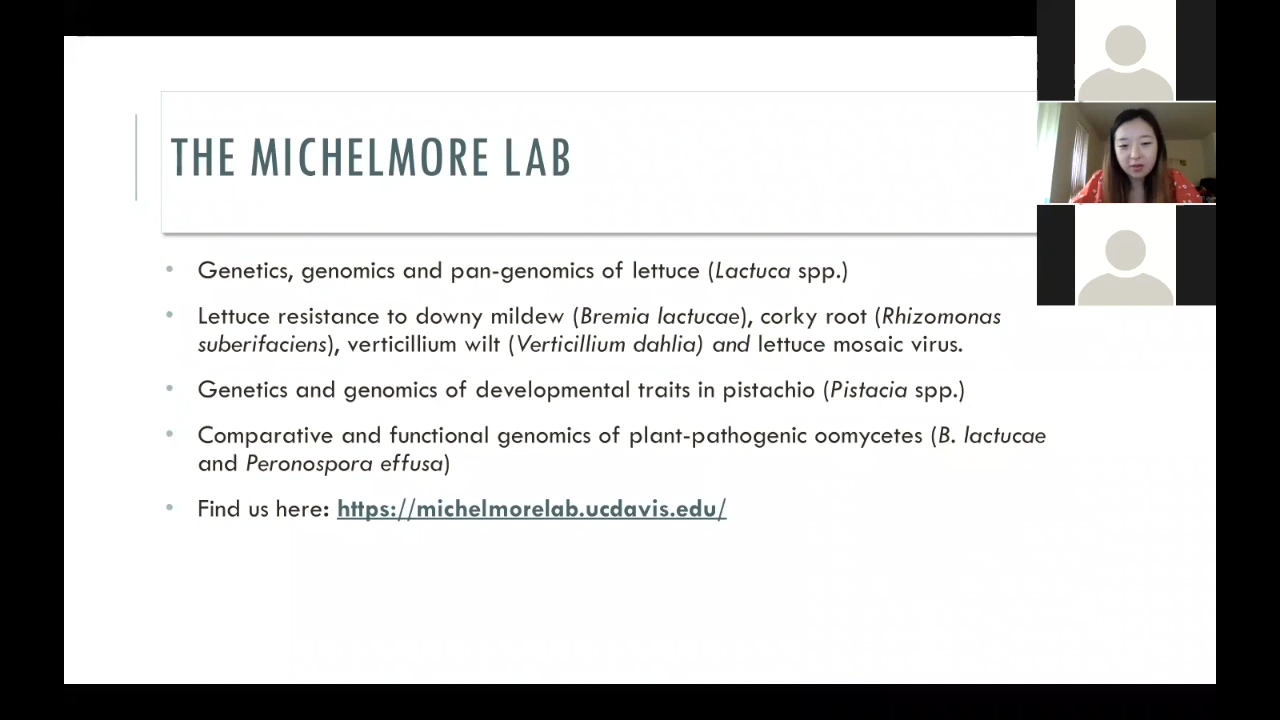 THE MICHELMORE LAB
• Genetics, genomics and pan-genomics of lettuce (Lactuca spp.)
• Lettuce resistance to downy mildew (Bremia lactucae), corky root (Rhizomonas
suberifaciens), verticillium wilt (Verticillium dahlia) and lettuce mosaic virus.
• Genetics and genomics of developmental traits in pistachio (Pistacia spp.)
• Comparative and functional genomics of plant-pathogenic oomycetes (B. lactucae
and Peronospora effusa)
• Find us here: https://michelmorelab.ucdavis.edu/